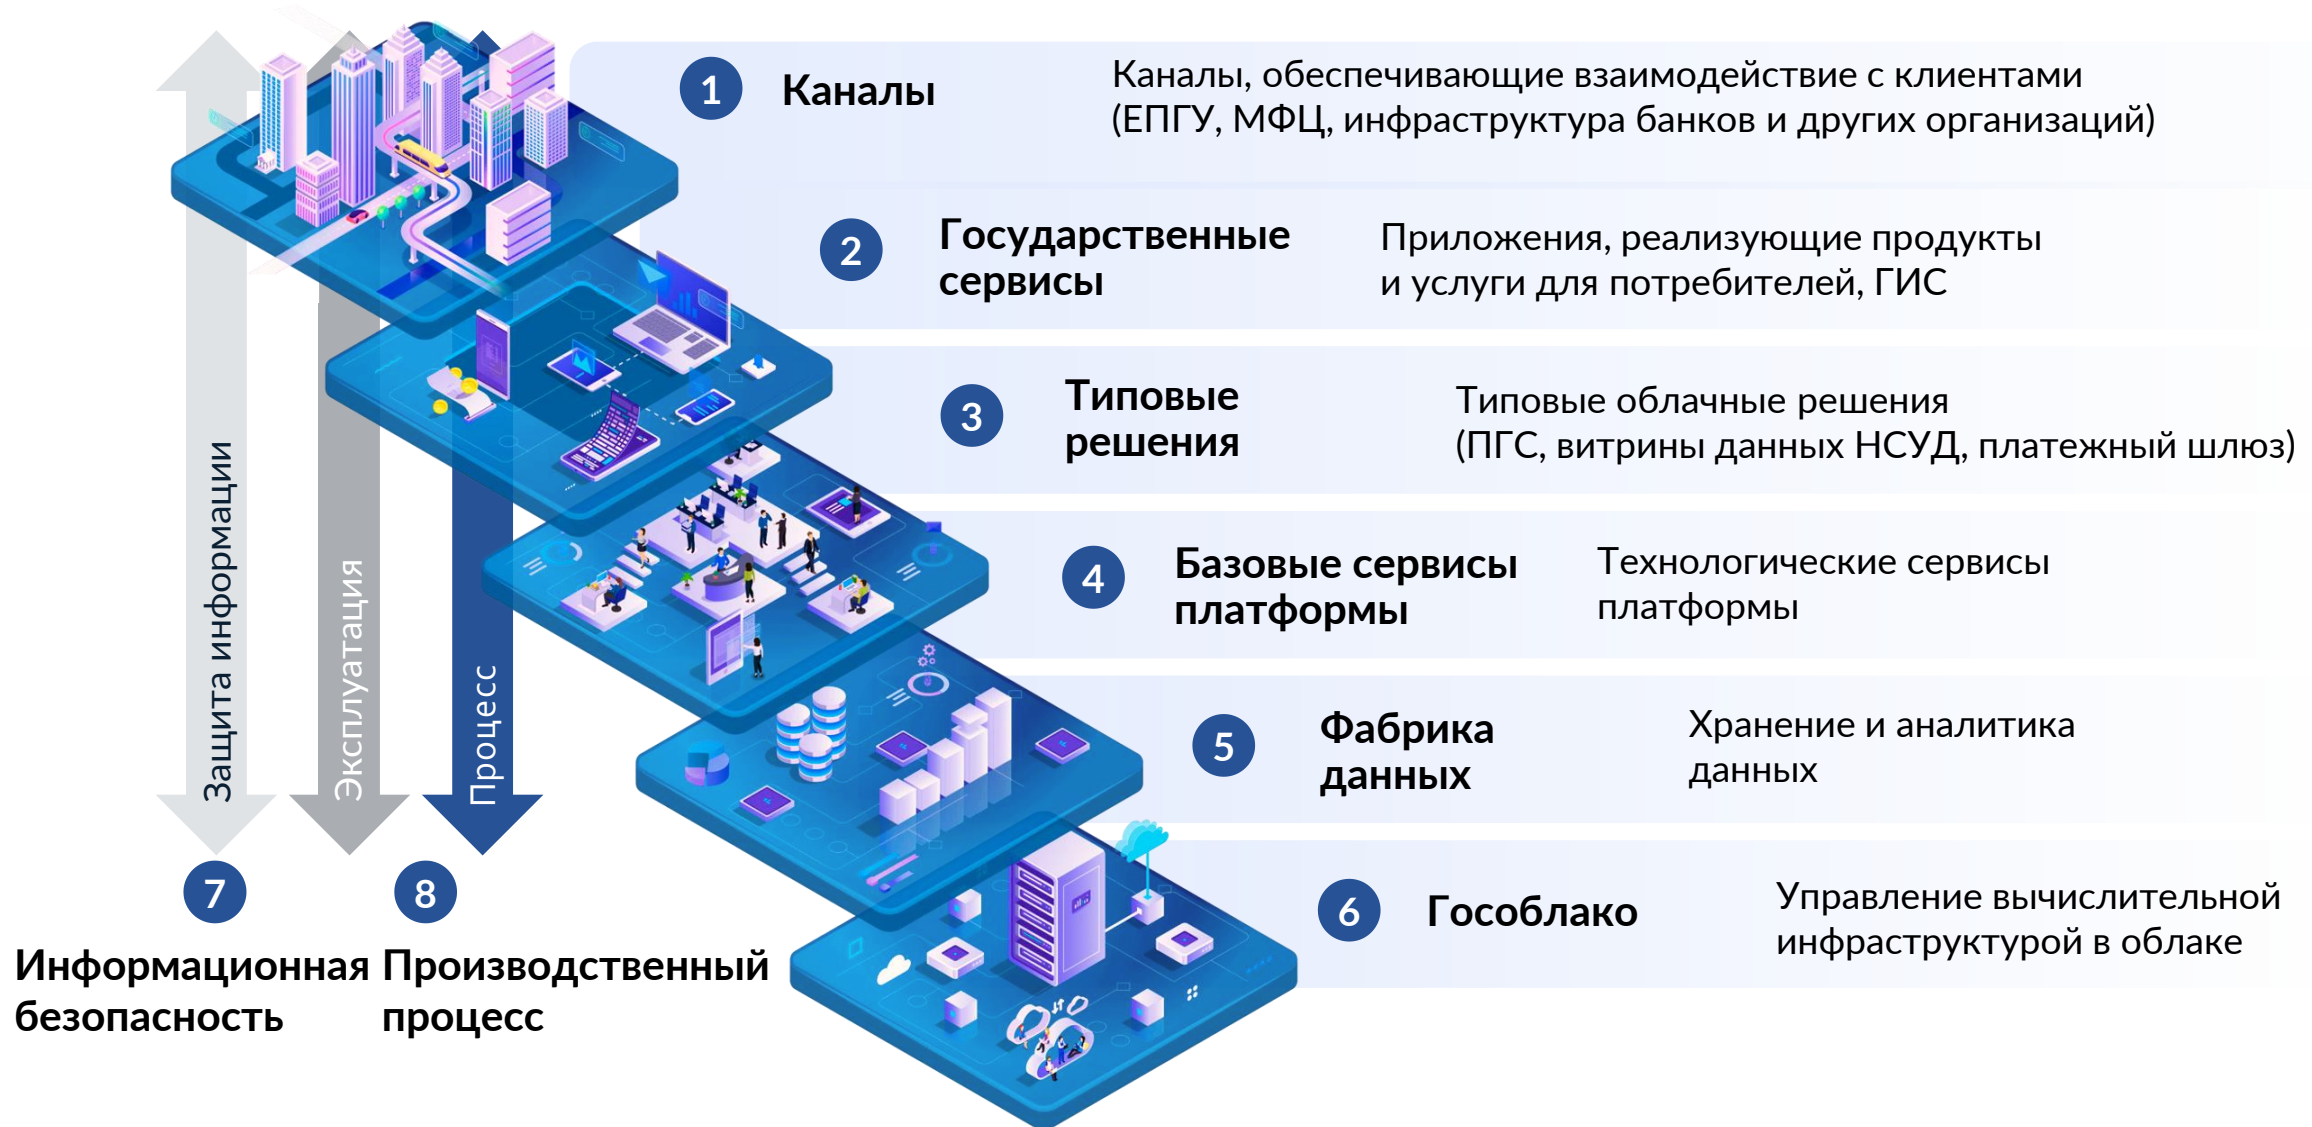 1
Каналы
Каналы, обеспечивающие взаимодействие с клиентами
(ЕПГУ, МФЦ, инфраструктура банков и других организаций)
2
Государственные
сервисы
Приложения, реализующие продукты
и услуги для потребителей, ГИС
3
Типовые
решения
Типовые облачные решения
(ПГС, витрины данных НСУД, платежный шлюз)
4
Базовые сервисы
платформы
Технологические сервисы
платформы
5
Фабрика
данных
Хранение и аналитика
данных
6
Гособлако
Управление вычислительной
инфраструктурой в облаке
Защита информации
Эксплуатация
Процесс
7
Информационная
безопасность
8
Производственный
процесс